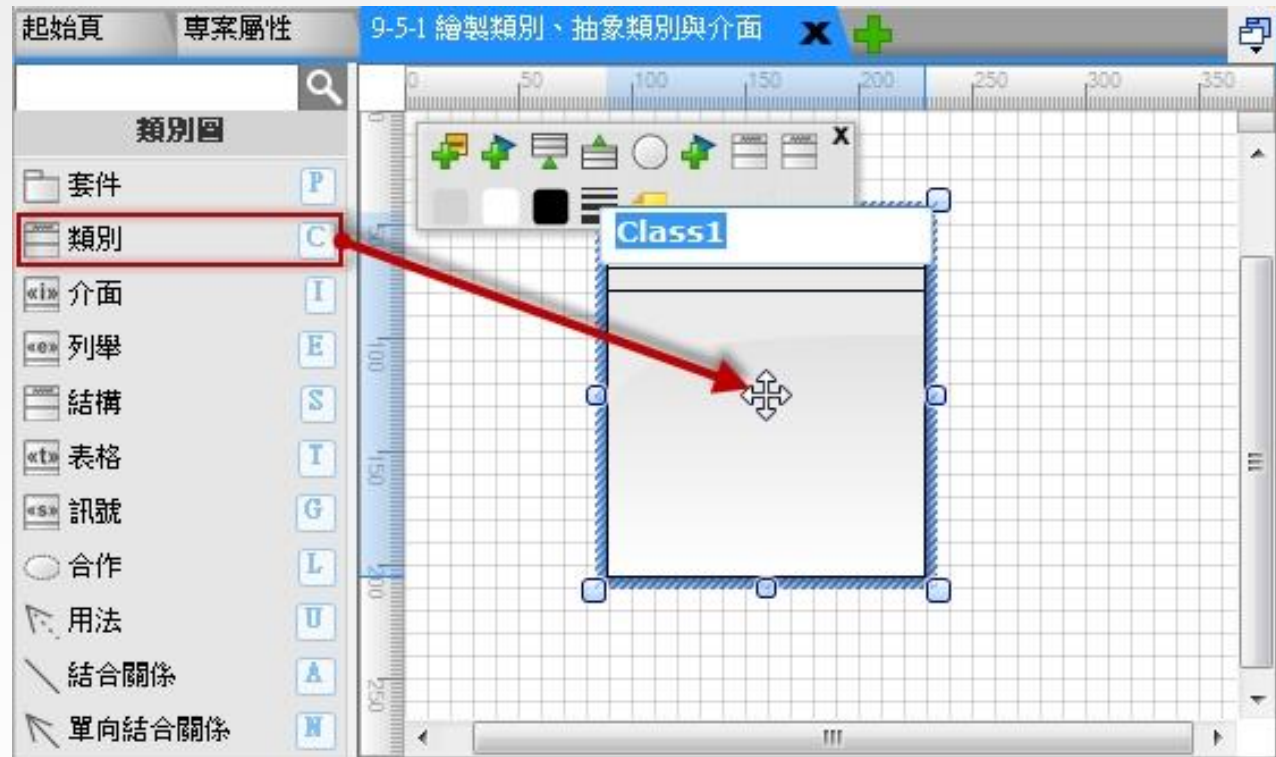 起始頁 專案屬性 9-5-1 繪製類別、抽象類別與介面 x
0 50 100 150 200 250 300 350
類別圖
套件 P
類別 C
«i» 介面 I
«e» 列舉 E
結構 S
«t» 表格 T
«s» 訊號 G
合作 L
用法 U
結合關係 A
單向結合關係 N
x
Class1
0
100
150
200
250